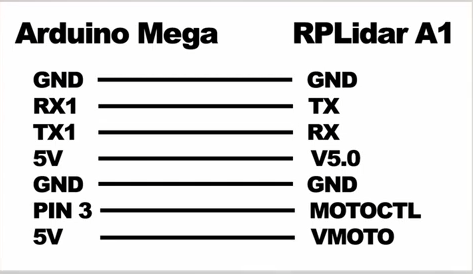 Arduino Mega RPLidar A1
GND GND
RX1 TX
TX1 RX
5V V5.0
GND GND
PIN 3 MOTOCTL
5V VMOTO